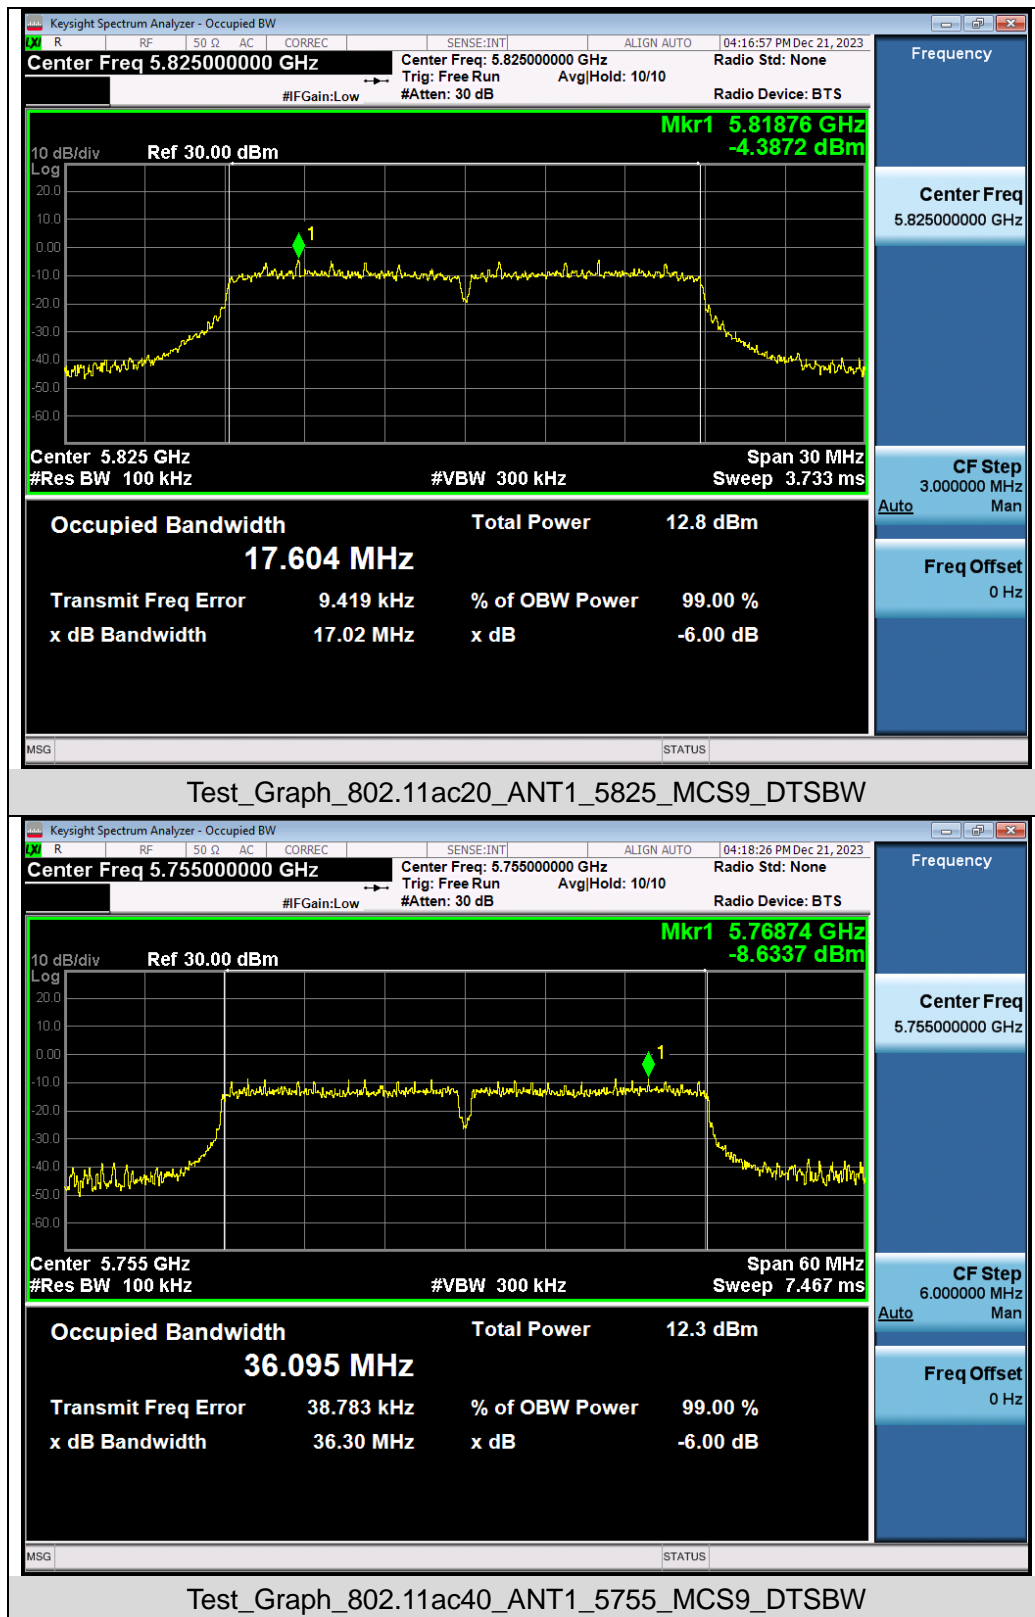 Keysight Spectrum Analyzer - Occupied BW
LXI R RF 50 Ω AC CORREC SENSE:INT ALIGN AUTO 04:16:57 PM Dec 21, 2023
Center Freq 5.825000000 GHz
Center Freq: 5.825000000 GHz Radio Std: None
Trig: Free Run Avg|Hold: 10/10
#IFGain:Low #Atten: 30 dB Radio Device: BTS
Frequency
Mkr1 5.81876 GHz
-4.3872 dBm
10 dB/div Ref 30.00 dBm
Log
20.0
10.0
0.00
-10.0
-20.0
-30.0
-40.0
-50.0
-60.0
1
Center 5.825 GHz Span 30 MHz
#Res BW 100 kHz #VBW 300 kHz Sweep 3.733 ms
Center Freq
5.825000000 GHz
CF Step
3.000000 MHz
Auto Man
Freq Offset
0 Hz
Occupied Bandwidth Total Power 12.8 dBm
17.604 MHz
Transmit Freq Error 9.419 kHz % of OBW Power 99.00 %
x dB Bandwidth 17.02 MHz x dB -6.00 dB
MSG STATUS
Test_Graph_802.11ac20_ANT1_5825_MCS9_DTSBW
Keysight Spectrum Analyzer - Occupied BW
LXI R RF 50 Ω AC CORREC SENSE:INT ALIGN AUTO 04:18:26 PM Dec 21, 2023
Center Freq 5.755000000 GHz
Center Freq: 5.755000000 GHz Radio Std: None
Trig: Free Run Avg|Hold: 10/10
#IFGain:Low #Atten: 30 dB Radio Device: BTS
Frequency
Mkr1 5.76874 GHz
-8.6337 dBm
10 dB/div Ref 30.00 dBm
Log
20.0
10.0
0.00
-10.0
-20.0
-30.0
-40.0
-50.0
-60.0
1
Center 5.755 GHz Span 60 MHz
#Res BW 100 kHz #VBW 300 kHz Sweep 7.467 ms
Center Freq
5.755000000 GHz
CF Step
6.000000 MHz
Auto Man
Freq Offset
0 Hz
Occupied Bandwidth Total Power 12.3 dBm
36.095 MHz
Transmit Freq Error 38.783 kHz % of OBW Power 99.00 %
x dB Bandwidth 36.30 MHz x dB -6.00 dB
MSG STATUS
Test_Graph_802.11ac40_ANT1_5755_MCS9_DTSBW